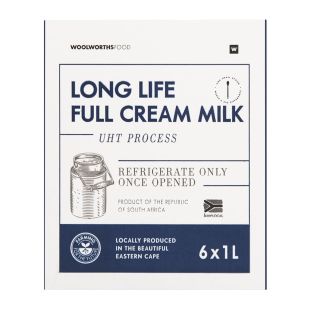 WOOLWORTHSFOOD
W
LONG LIFE
FULL CREAM MILK
UHT PROCESS
REFRIGERATE ONLY
ONCE OPENED
PRODUCT OF THE REPUBLIC
OF SOUTH AFRICA
LOCALLY PRODUCED
IN THE BEAUTIFUL
EASTERN CAPE
FARMING
6x1L